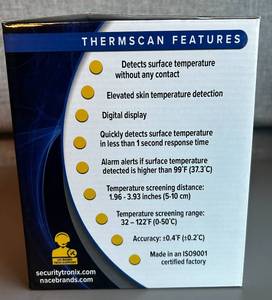 THERMSCAN FEATURES
Detects surface temperature
without any contact
Elevated skin temperature detection
Digital display
Quickly detects surface temperature
in less than 1 second response time
Alarm alerts if surface temperature
detected is higher than 99°F (37.3°C)
Temperature screening distance:
1.96 - 3.93 inches (5-10 cm)
Temperature screening range:
32 – 122°F (0-50°C)
Accuracy: ±0.4°F (±0.2°C)
Made in an ISO9001
certified factory
securitytronix.com
nacebrands.com